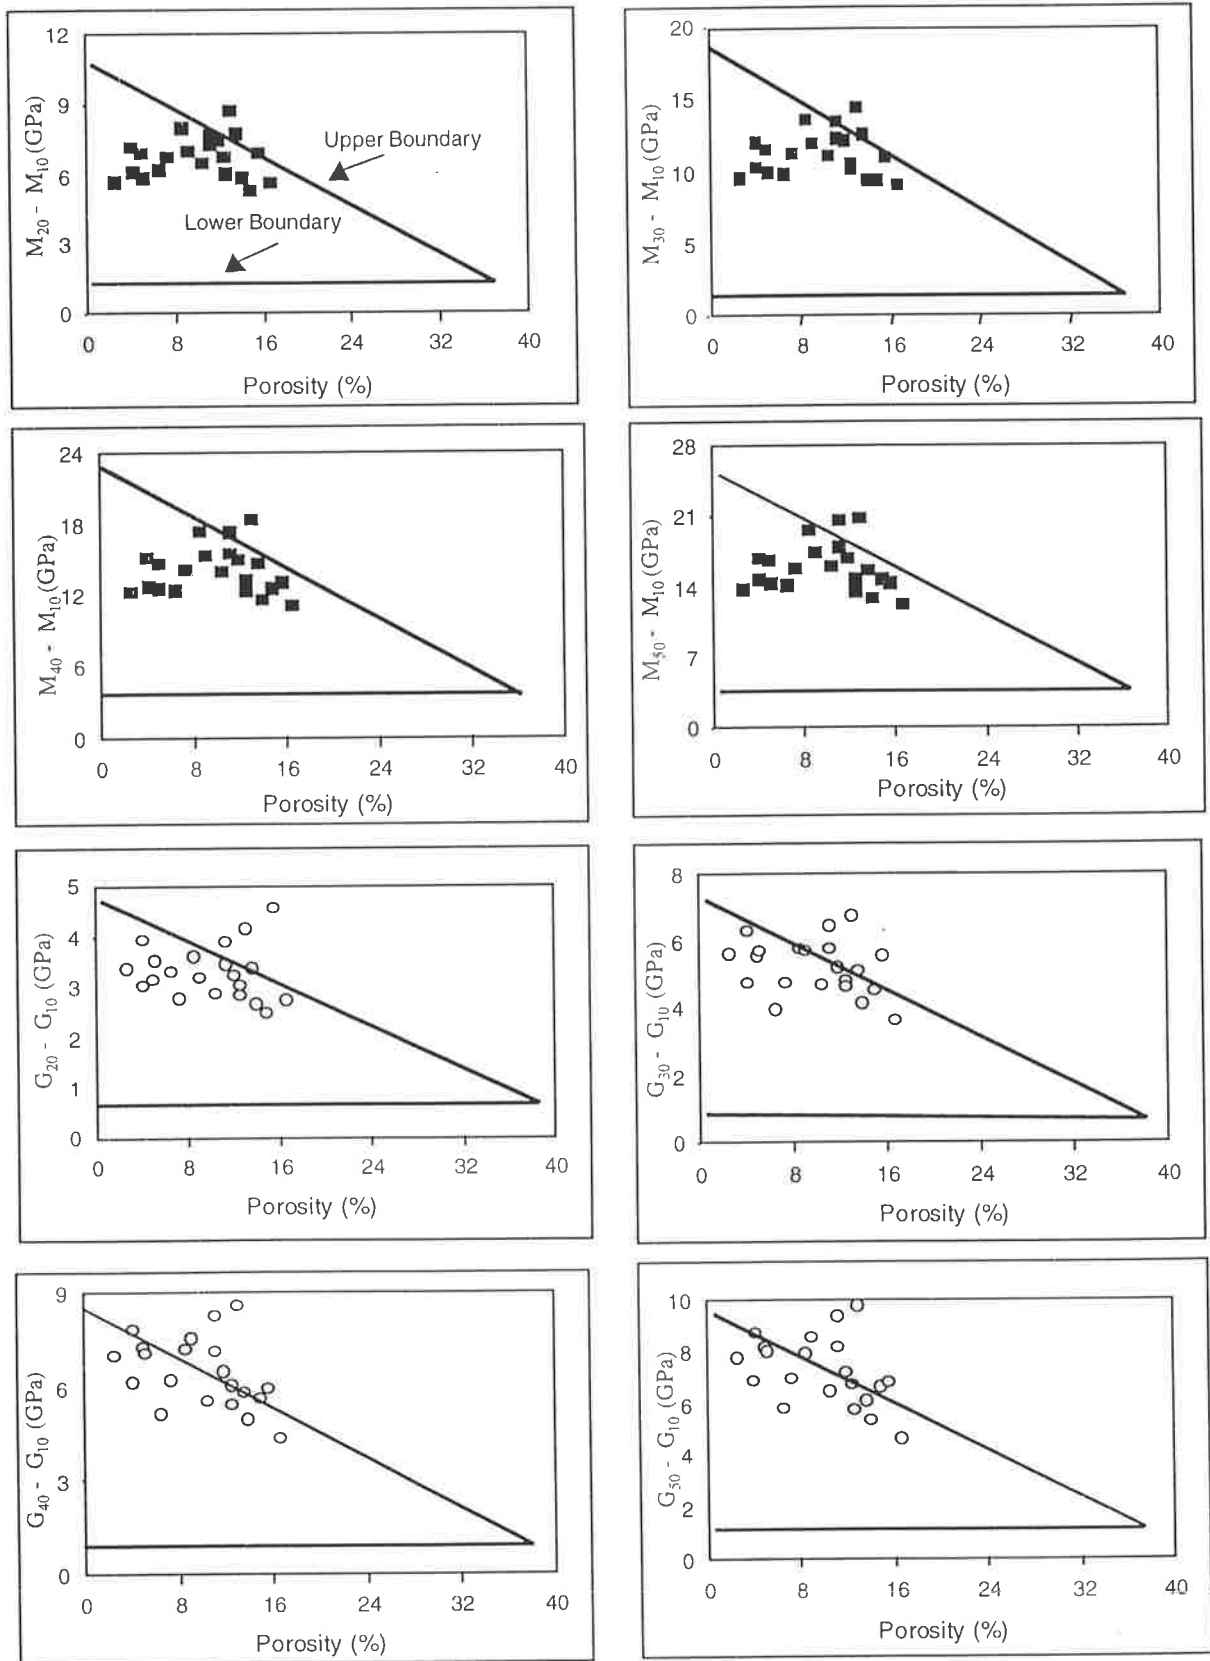 12
9
6
3
0
M20 - M10 (GPa)
Upper Boundary
Lower Boundary
0 8 16 24 32 40
Porosity (%)
20
15
10
5
0
M30 - M10 (GPa)
0 8 16 24 32 40
Porosity (%)
24
18
12
6
0
M40 - M10 (GPa)
0 8 16 24 32 40
Porosity (%)
28
21
14
7
0
M50 - M10 (GPa)
0 8 16 24 32 40
Porosity (%)
5
4
3
2
1
0
G20 - G10 (GPa)
0 8 16 24 32 40
Porosity (%)
8
6
4
2
0
G30 - G10 (GPa)
0 8 16 24 32 40
Porosity (%)
9
6
3
0
G40 - G10 (GPa)
0 8 16 24 32 40
Porosity (%)
10
8
6
4
2
0
G50 - G10 (GPa)
0 8 16 24 32 40
Porosity (%)